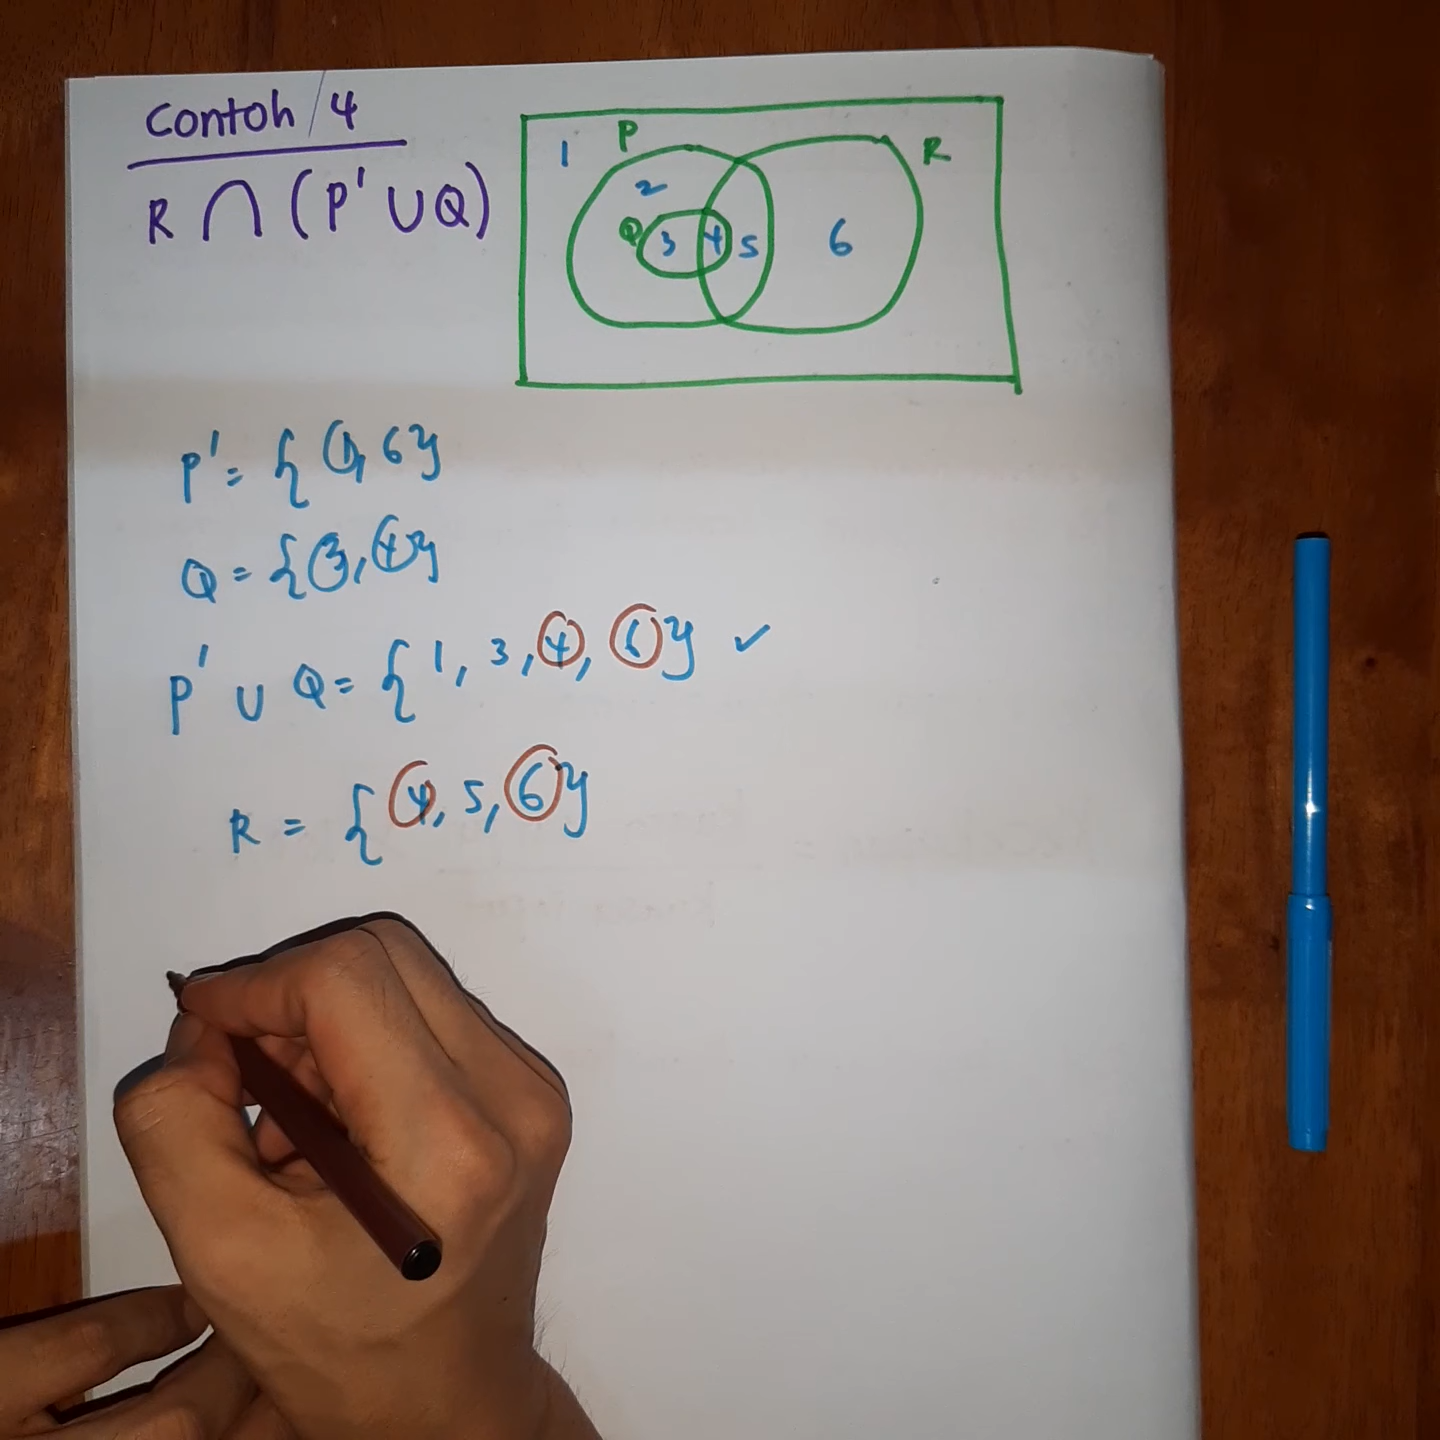 Contoh / 4
R ∩ (P' ∪ Q)
1 P R
2
Q 3 4 5 6
P' = { 1, 6 }
Q = { 3, 4 }
P' ∪ Q = { 1, 3, 4, 6 } ✓
R = { 4, 5, 6 }